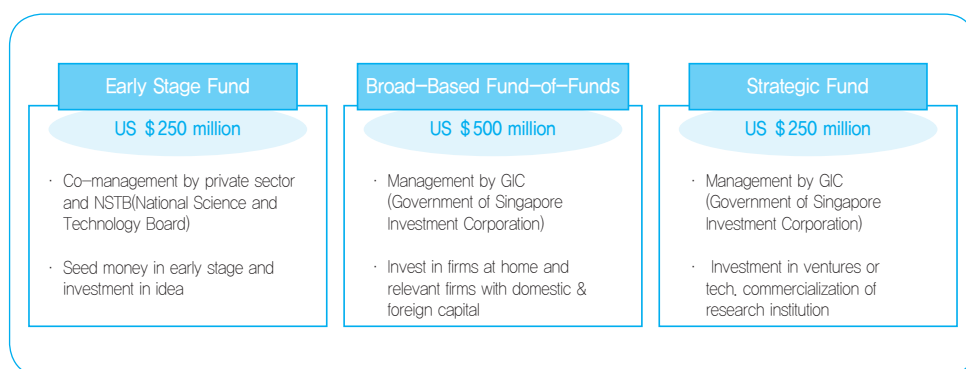 Early Stage Fund
US $250 million
· Co-management by private sector
and NSTB(National Science and
Technology Board)
· Seed money in early stage and
investment in idea
Broad-Based Fund-of-Funds
US $500 million
· Management by GIC
(Government of Singapore
Investment Corporation)
· Invest in firms at home and
relevant firms with domestic &
foreign capital
Strategic Fund
US $250 million
· Management by GIC
(Government of Singapore
Investment Corporation)
· Investment in ventures or
tech. commercialization of
research institution